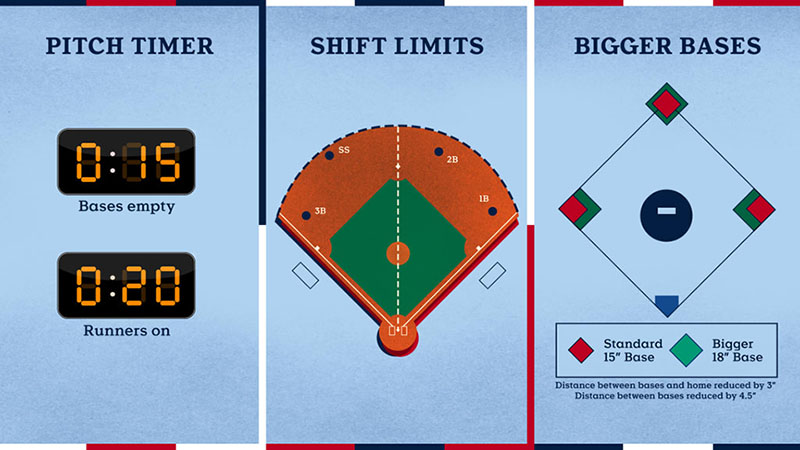 PITCH TIMER
0:15
Bases empty
0:20
Runners on
SHIFT LIMITS
SS
2B
3B
1B
BIGGER BASES
Standard
15" Base
Bigger
18" Base
Distance between bases and home reduced by 3"
Distance between bases reduced by 4.5"